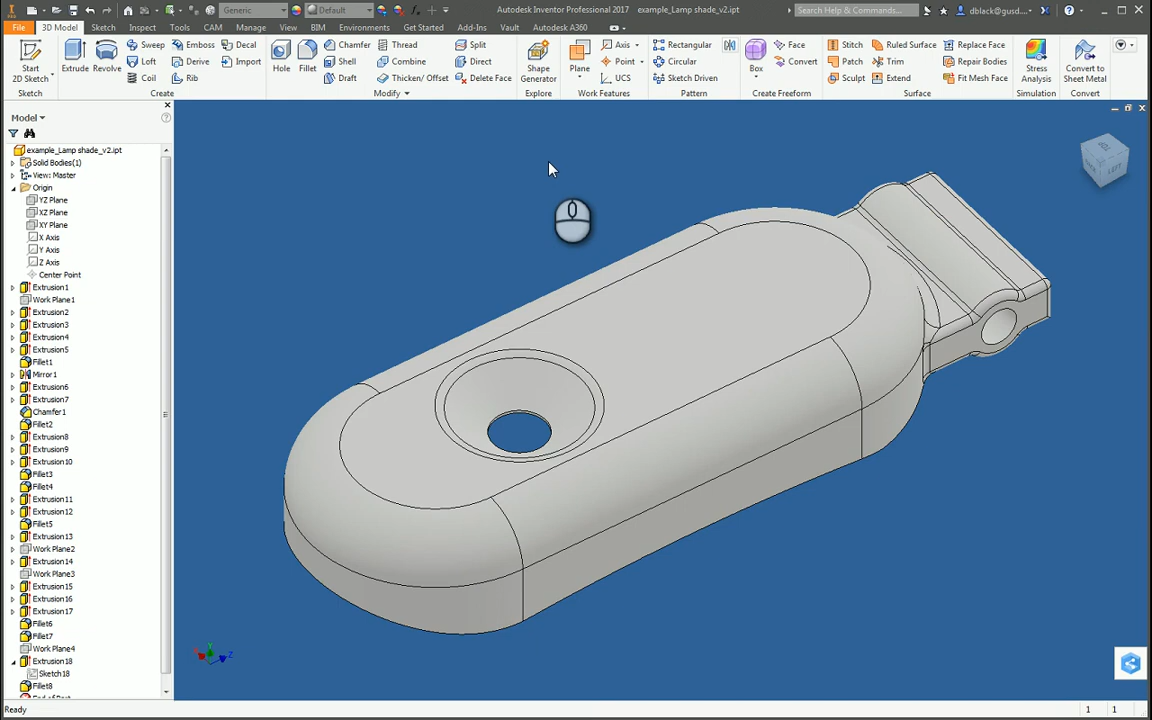 Generic
Default
Autodesk Inventor Professional 2017 example_Lamp shade_v2.ipt
Search Help & Commands...
dblack@gusd...
File 3D Model Sketch Inspect Tools Manage View BIM Environments Get Started Add-Ins Vault Autodesk A360
Start 2D Sketch
Extrude
Revolve
Sweep
Emboss
Decal
Loft
Derive
Import
Coil
Rib
Hole
Fillet
Chamfer
Thread
Split
Shell
Combine
Direct
Draft
Thicken/ Offset
Delete Face
Shape Generator
Plane
Axis
Point
UCS
Rectangular
Circular
Sketch Driven
Box
Face
Convert
Stitch
Ruled Surface
Replace Face
Patch
Trim
Repair Bodies
Sculpt
Extend
Fit Mesh Face
Stress Analysis
Convert to Sheet Metal
Sketch
Create
Modify
Explore
Work Features
Pattern
Create Freeform
Surface
Simulation
Convert
Model
example_Lamp shade_v2.ipt
Solid Bodies(1)
View: Master
Origin
YZ Plane
XZ Plane
XY Plane
X Axis
Y Axis
Z Axis
Center Point
Extrusion1
Work Plane1
Extrusion2
Extrusion3
Extrusion4
Extrusion5
Fillet1
Mirror1
Extrusion6
Extrusion7
Chamfer1
Fillet2
Extrusion8
Extrusion9
Extrusion10
Fillet3
Fillet4
Extrusion11
Extrusion12
Fillet5
Extrusion13
Work Plane2
Extrusion14
Work Plane3
Extrusion15
Extrusion16
Extrusion17
Fillet6
Fillet7
Work Plane4
Extrusion18
Sketch18
Fillet8
End of Part
LEFT
Z
Ready
1 1